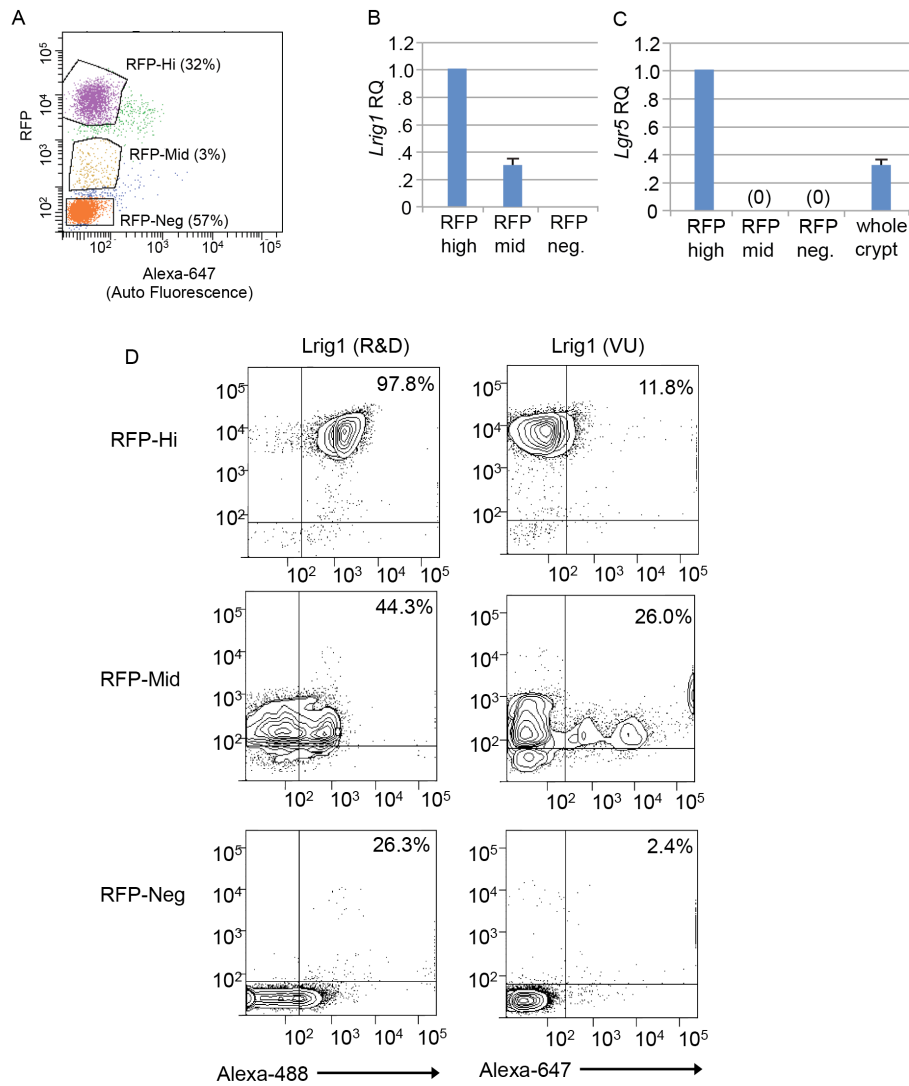 A
RFP
10⁵
10⁴
10³
10²
RFP-Hi (32%)
RFP-Mid (3%)
RFP-Neg (57%)
10² 10³ 10⁴ 10⁵
Alexa-647
(Auto Fluorescence)
B
Lrig1 RQ
1.2
1.0
.8
.6
.4
.2
0
RFP high
RFP mid
RFP neg.
C
Lgr5 RQ
1.2
1.0
.8
.6
.4
.2
0
(0) (0)
RFP high
RFP mid
RFP neg.
whole crypt
D
Lrig1 (R&D)
Lrig1 (VU)
RFP-Hi
10⁵
10⁴
10³
10²
97.8%
10² 10³ 10⁴ 10⁵
10⁵
10⁴
10³
10²
11.8%
10² 10³ 10⁴ 10⁵
RFP-Mid
10⁵
10⁴
10³
10²
44.3%
10² 10³ 10⁴ 10⁵
10⁵
10⁴
10³
10²
26.0%
10² 10³ 10⁴ 10⁵
RFP-Neg
10⁵
10⁴
10³
10²
26.3%
10² 10³ 10⁴ 10⁵
10⁵
10⁴
10³
10²
2.4%
10² 10³ 10⁴ 10⁵
Alexa-488
Alexa-647